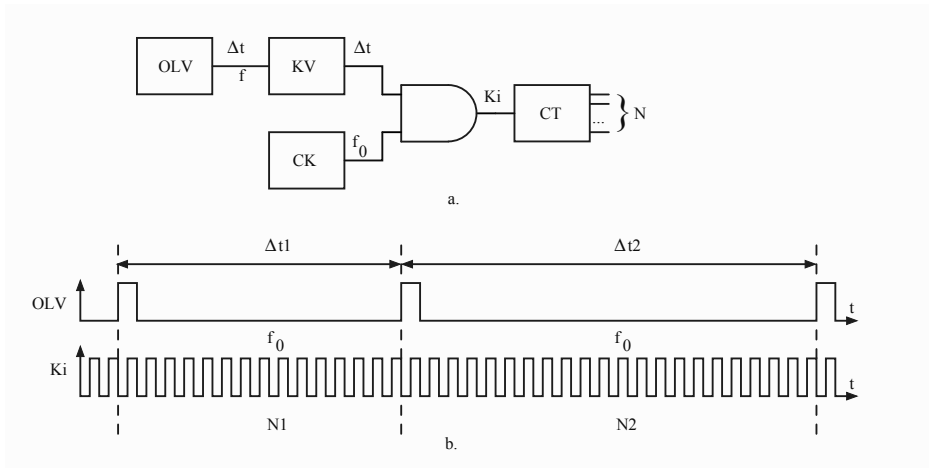 Δt Δt
OLV f KV
Ki
CT ... } N
CK f0
a.
Δt1 Δt2
OLV t
f0 f0
Ki t
N1 N2
b.